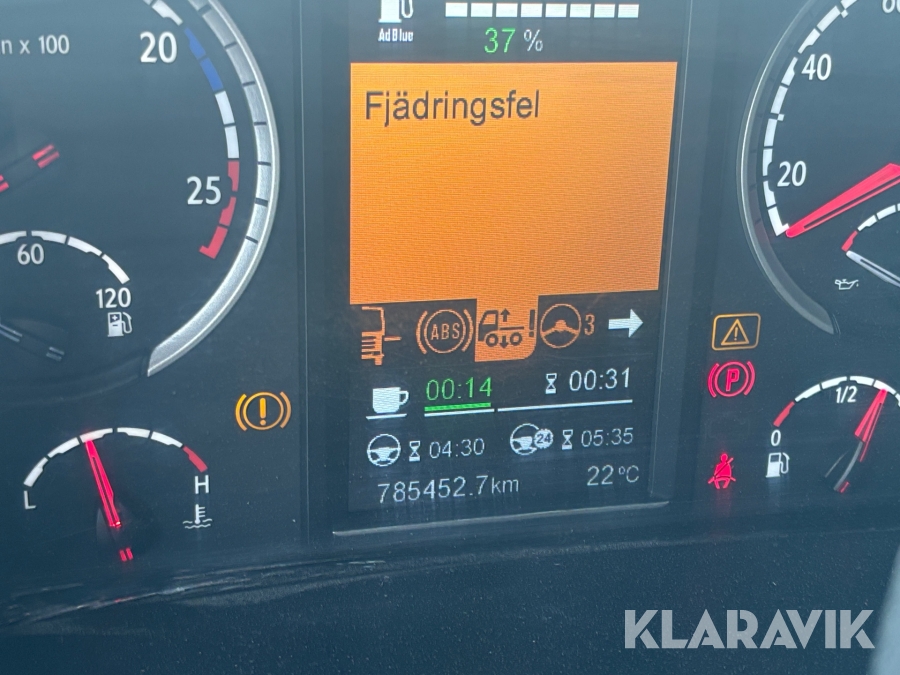 AdBlue
37 %
n x 100
20
25
60
120
40
20
Fjädringsfel
ABS
3
00:14
00:31
04:30
24
05:35
785452.7km
22°C
P
L
H
0
1/2
KLARAVIK